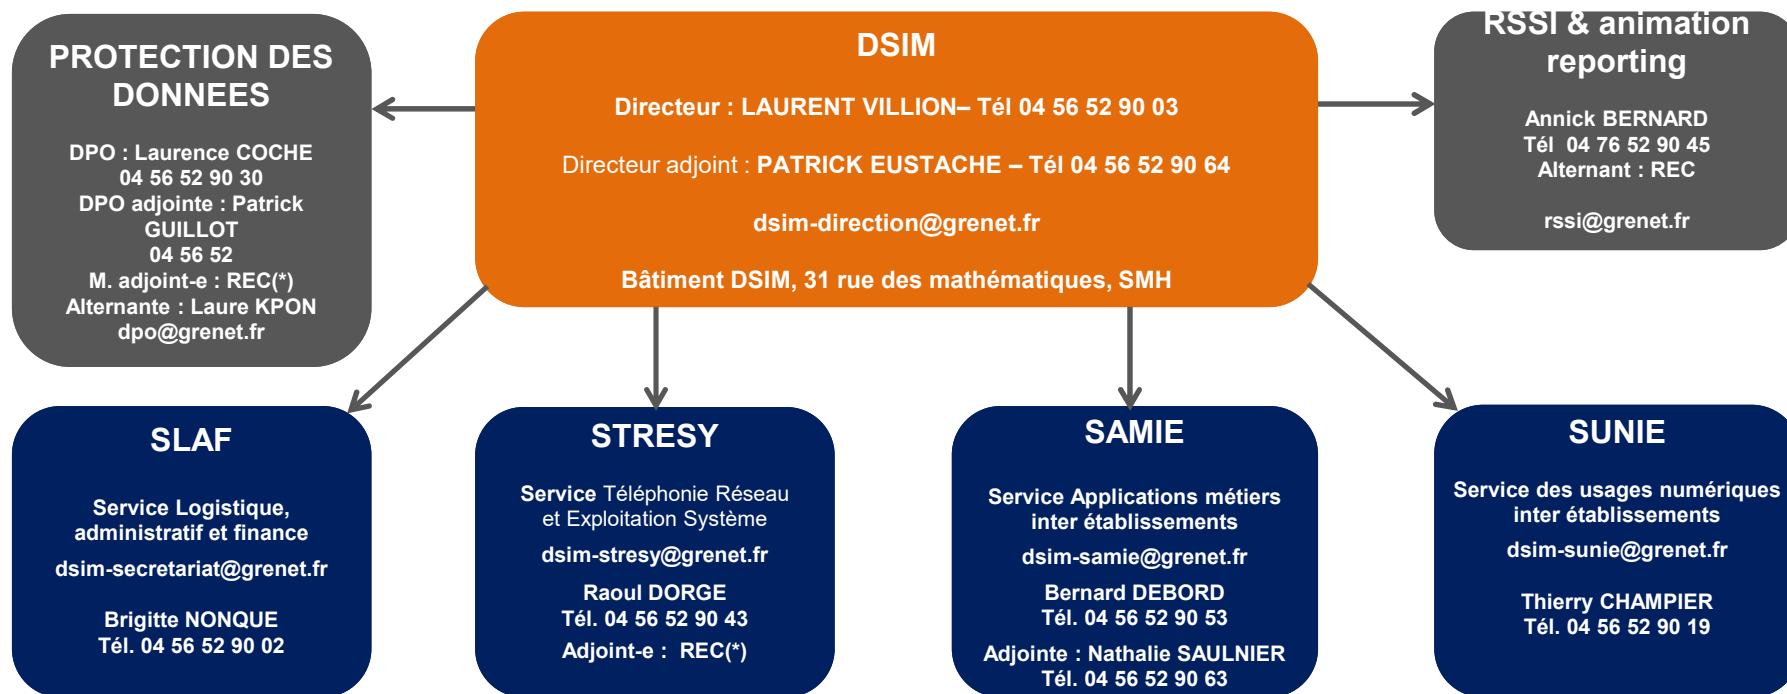 PROTECTION DES
DONNEES
DPO : Laurence COCHE
04 56 52 90 30
DPO adjointe : Patrick
GUILLOT
04 56 52
M. adjoint-e : REC(*)
Alternante : Laure KPON
dpo@grenet.fr
DSIM
Directeur : LAURENT VILLION– Tél 04 56 52 90 03
Directeur adjoint : PATRICK EUSTACHE – Tél 04 56 52 90 64
dsim-direction@grenet.fr
Bâtiment DSIM, 31 rue des mathématiques, SMH
RSSI & animation
reporting
Annick BERNARD
Tél 04 76 52 90 45
Alternant : REC
rssi@grenet.fr
SLAF
Service Logistique,
administratif et finance
dsim-secretariat@grenet.fr
Brigitte NONQUE
Tél. 04 56 52 90 02
STRESY
Service Téléphonie Réseau
et Exploitation Système
dsim-stresy@grenet.fr
Raoul DORGE
Tél. 04 56 52 90 43
Adjoint-e : REC(*)
SAMIE
Service Applications métiers
inter établissements
dsim-samie@grenet.fr
Bernard DEBORD
Tél. 04 56 52 90 53
Adjointe : Nathalie SAULNIER
Tél. 04 56 52 90 63
SUNIE
Service des usages numériques
inter établissements
dsim-sunie@grenet.fr
Thierry CHAMPIER
Tél. 04 56 52 90 19